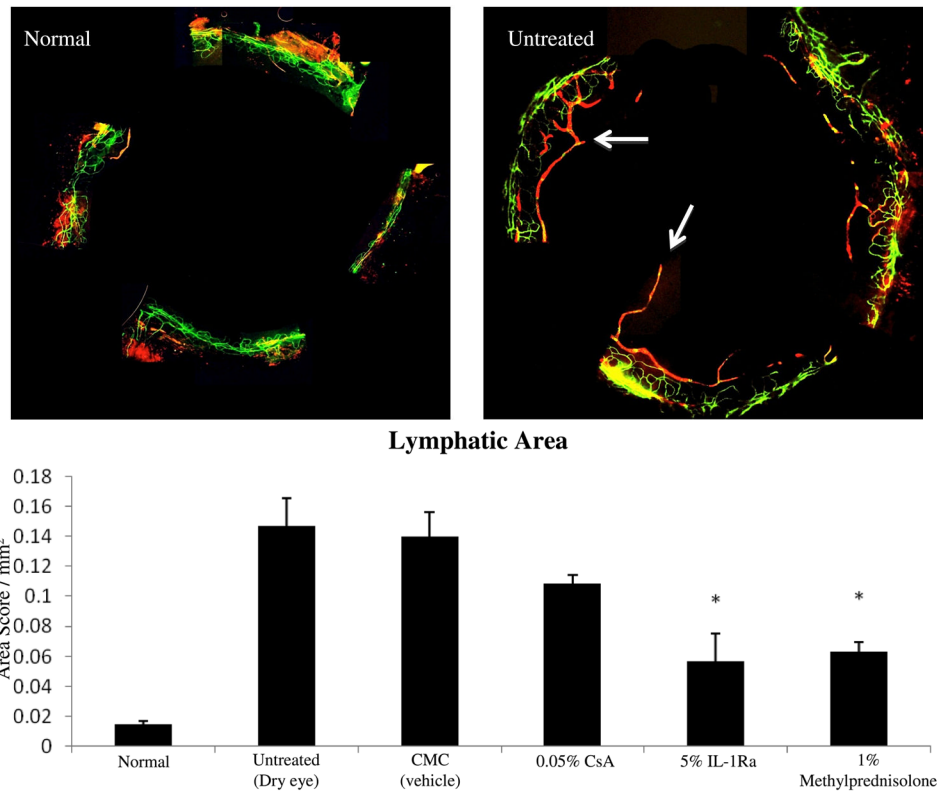 Normal
Untreated
Lymphatic Area
Area Score / mm²
0.18
0.16
0.14
0.12
0.1
0.08
0.06
0.04
0.02
0
*
*
Normal
Untreated
(Dry eye)
CMC
(vehicle)
0.05% CsA
5% IL-1Ra
1%
Methylprednisolone